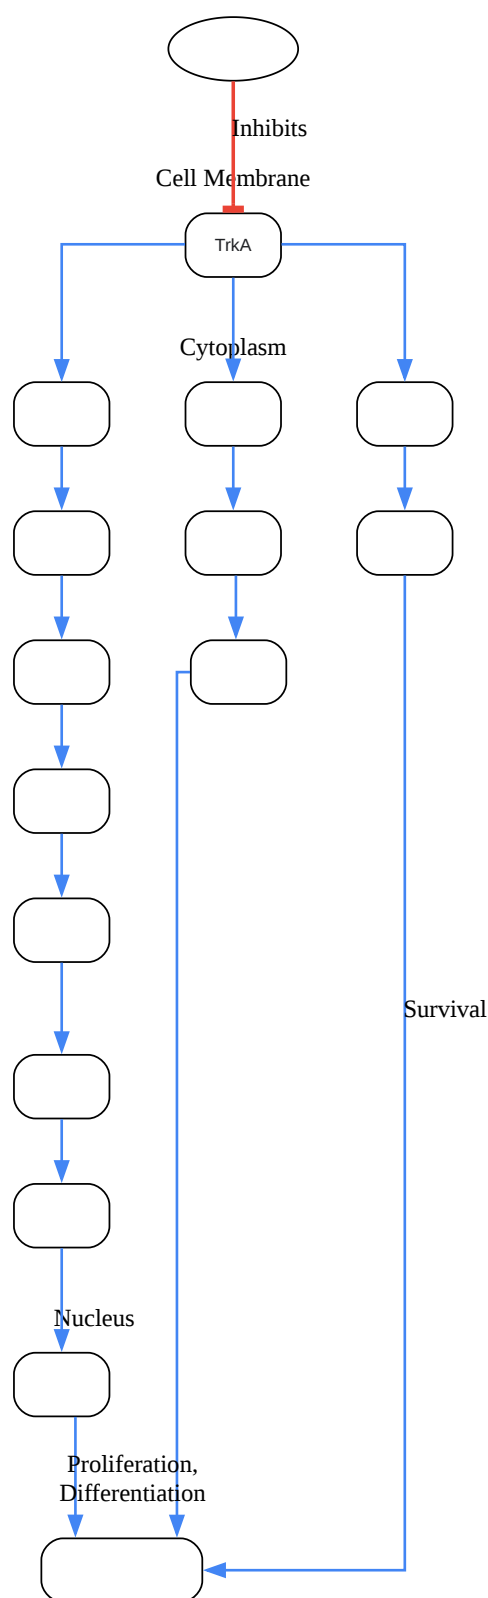 Inhibits
Cell Membrane
TrkA
Cytoplasm
Survival
Nucleus
Proliferation,
Differentiation